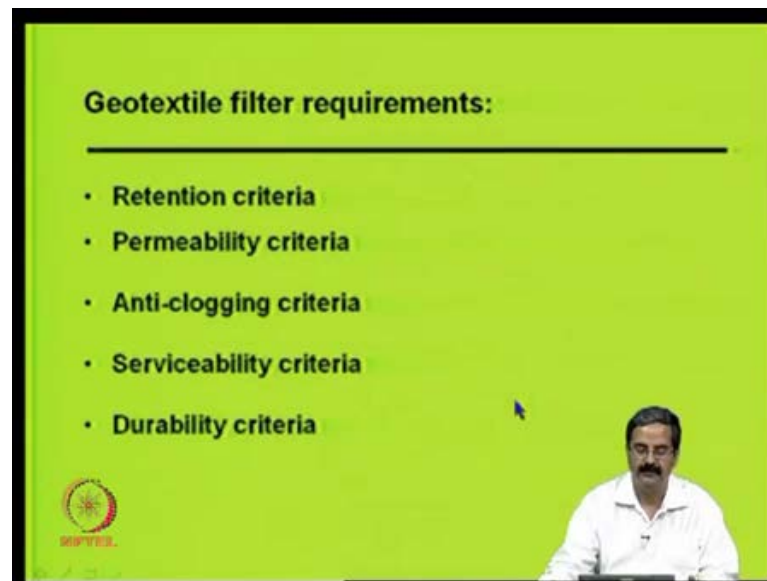 Geotextile filter requirements:
• Retention criteria
• Permeability criteria
• Anti-clogging criteria
• Serviceability criteria
• Durability criteria
NPTEL